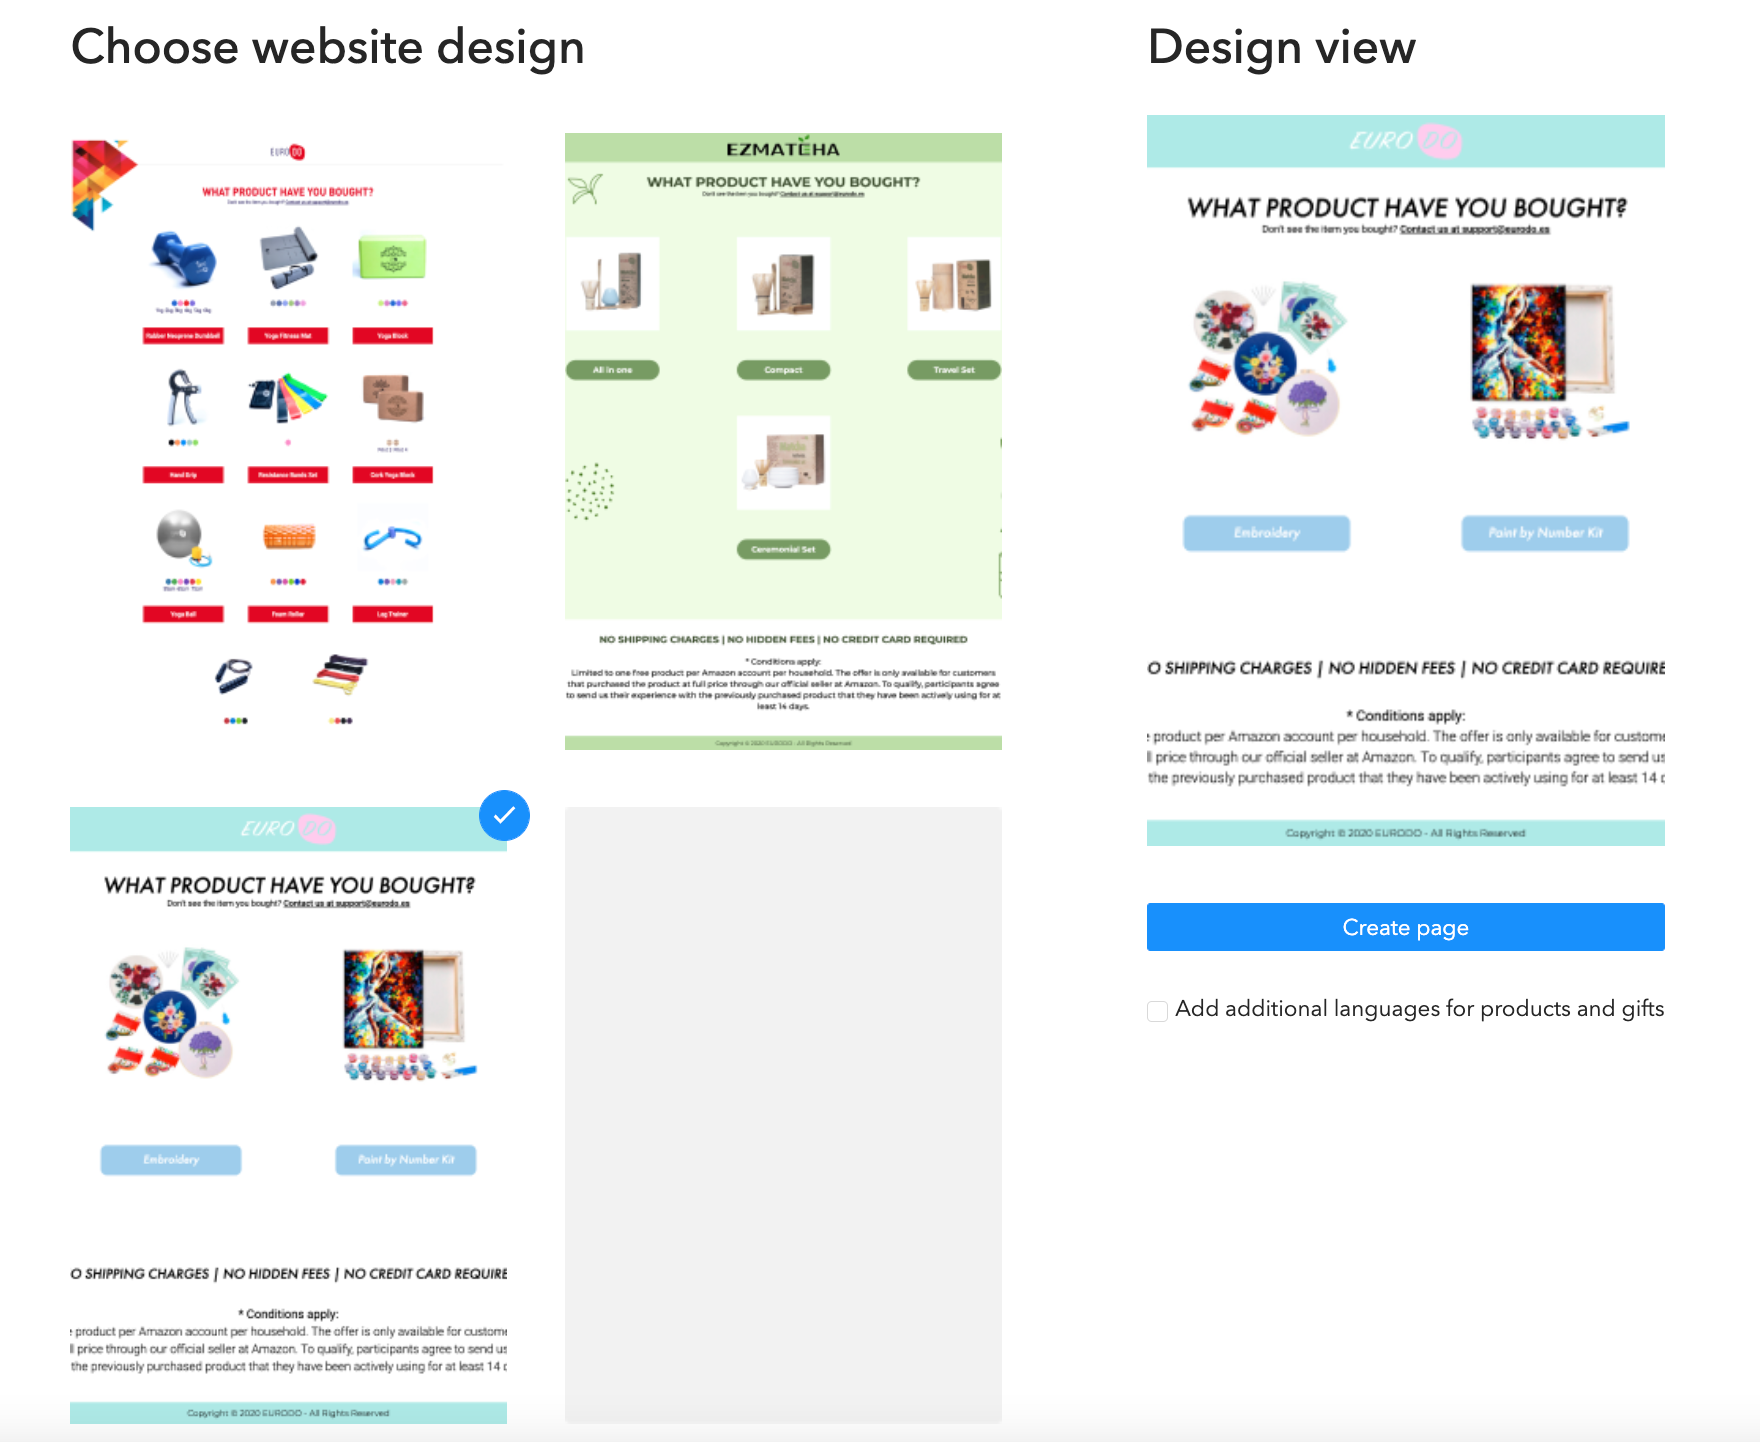 Choose website design
EURO DO
WHAT PRODUCT HAVE YOU BOUGHT?
Don't see the item you bought? Contact us at support@eurodo.es
Rubber Neoprene Dumbbell
Yoga Fitness Mat
Yoga Block
Hand Grip
Resistance Bands Set
Cork Yoga Block
Yoga Ball
Foam Roller
Leg Trainer
EZMATCHA
WHAT PRODUCT HAVE YOU BOUGHT?
Don't see the item you bought? Contact us at support@eurodo.es
All in one
Compact
Travel Set
Ceremonial Set
NO SHIPPING CHARGES | NO HIDDEN FEES | NO CREDIT CARD REQUIRED
* Conditions apply:
Limited to one free product per Amazon account per household. The offer is only available for customers
that purchased the product at full price through our official seller at Amazon. To qualify, participants agree
to send us their experience with the previously purchased product that they have been actively using for at
least 14 days.
Copyright © 2020 EURODO - All Rights Reserved
EURO DO
WHAT PRODUCT HAVE YOU BOUGHT?
Don't see the item you bought? Contact us at support@eurodo.es
Embroidery
Paint by Number Kit
O SHIPPING CHARGES | NO HIDDEN FEES | NO CREDIT CARD REQUIRE
* Conditions apply:
product per Amazon account per household. The offer is only available for custome
l price through our official seller at Amazon. To qualify, participants agree to send us
the previously purchased product that they have been actively using for at least 14
Copyright © 2020 EURODO - All Rights Reserved
Design view
EURO DO
WHAT PRODUCT HAVE YOU BOUGHT?
Don't see the item you bought? Contact us at support@eurodo.es
Embroidery
Paint by Number Kit
O SHIPPING CHARGES | NO HIDDEN FEES | NO CREDIT CARD REQUIRE
* Conditions apply:
product per Amazon account per household. The offer is only available for custome
l price through our official seller at Amazon. To qualify, participants agree to send us
the previously purchased product that they have been actively using for at least 14
Copyright © 2020 EURODO - All Rights Reserved
Create page
Add additional languages for products and gifts